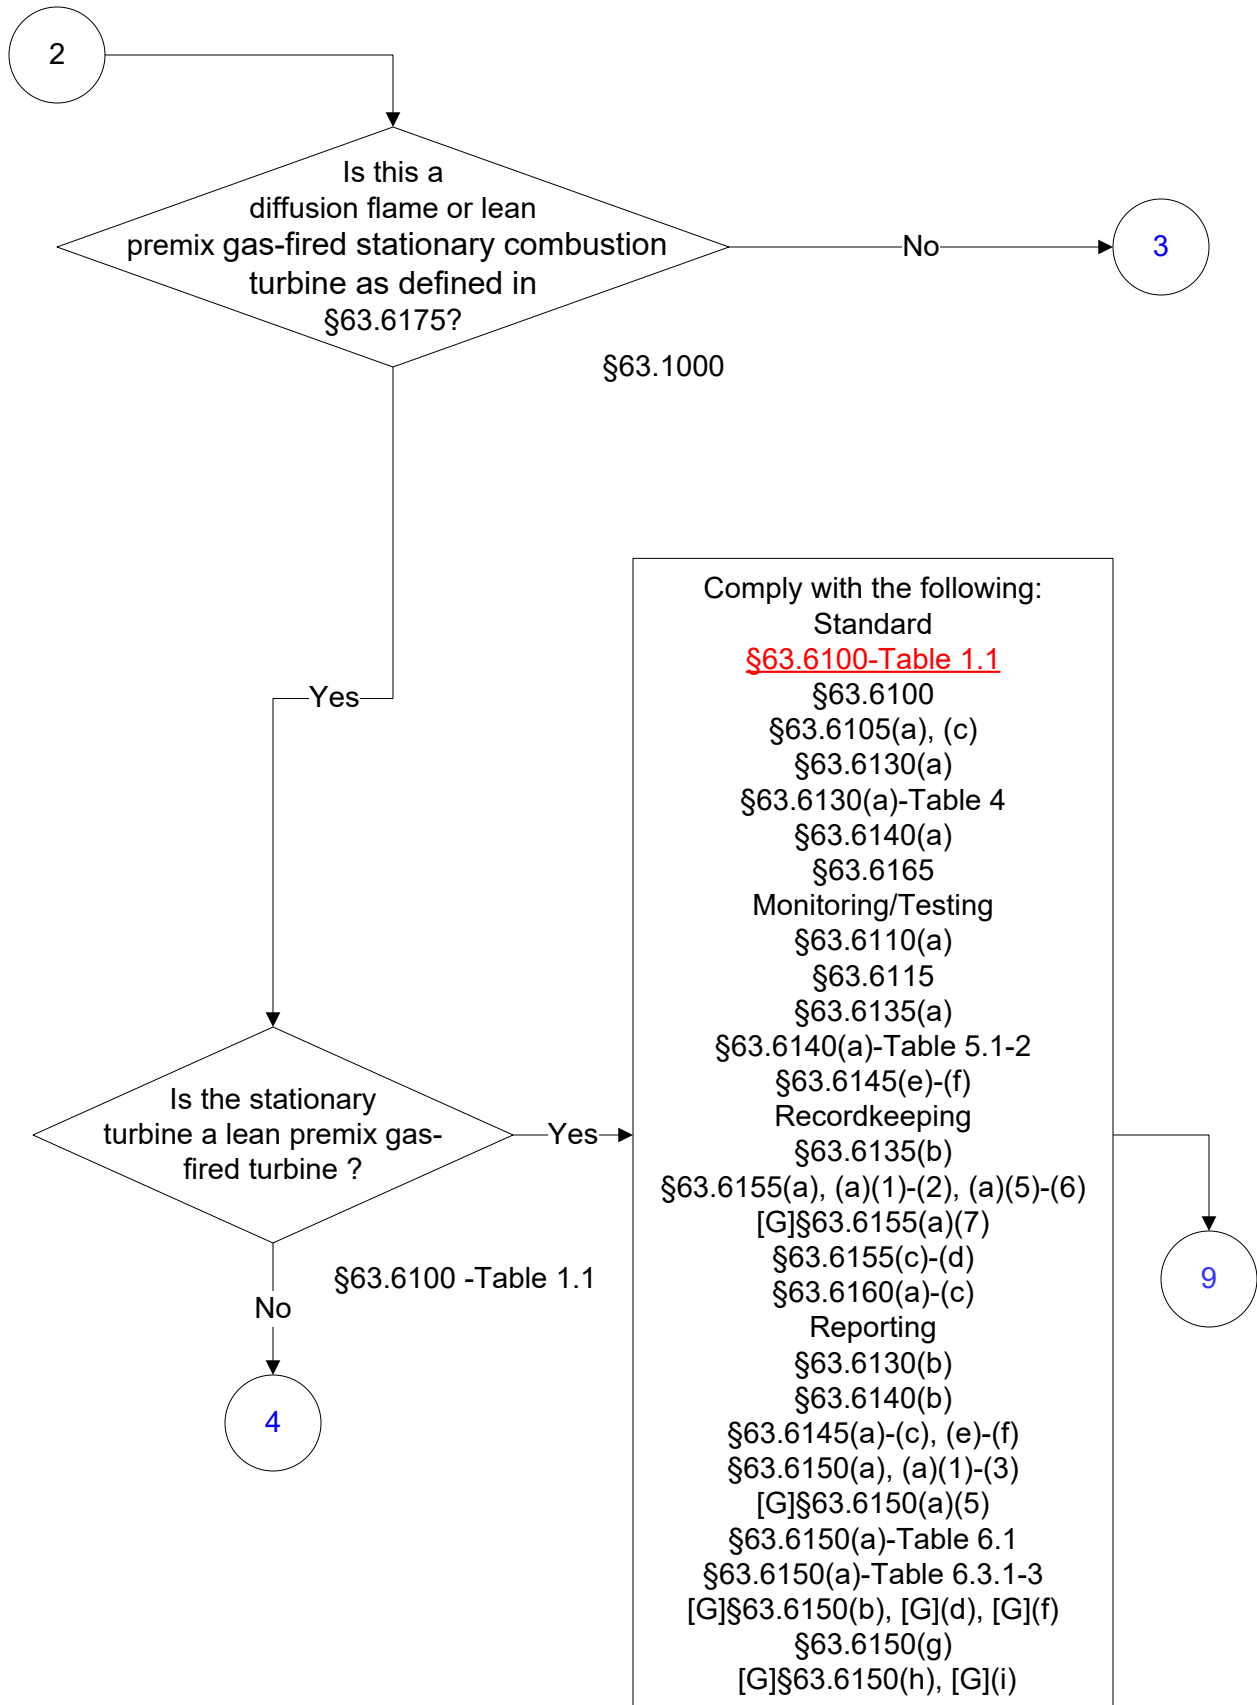 2
Is this a
diffusion flame or lean
premix gas-fired stationary combustion
turbine as defined in
§63.6175?
No
3
§63.1000
Yes
Is the stationary
turbine a lean premix gas-
fired turbine ?
Yes
§63.6100 -Table 1.1
No
4
Comply with the following:
Standard
§63.6100-Table 1.1
§63.6100
§63.6105(a), (c)
§63.6130(a)
§63.6130(a)-Table 4
§63.6140(a)
§63.6165
Monitoring/Testing
§63.6110(a)
§63.6115
§63.6135(a)
§63.6140(a)-Table 5.1-2
§63.6145(e)-(f)
Recordkeeping
§63.6135(b)
§63.6155(a), (a)(1)-(2), (a)(5)-(6)
[G]§63.6155(a)(7)
§63.6155(c)-(d)
§63.6160(a)-(c)
Reporting
§63.6130(b)
§63.6140(b)
§63.6145(a)-(c), (e)-(f)
§63.6150(a), (a)(1)-(3)
[G]§63.6150(a)(5)
§63.6150(a)-Table 6.1
§63.6150(a)-Table 6.3.1-3
[G]§63.6150(b), [G](d), [G](f)
§63.6150(g)
[G]§63.6150(h), [G](i)
9